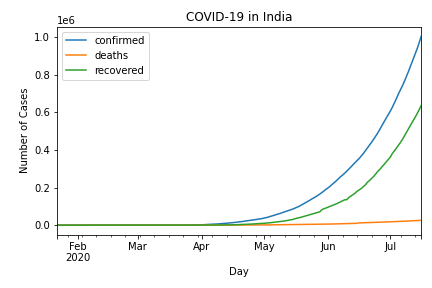 COVID-19 in India
1e6
confirmed
deaths
recovered
Number of Cases
1.0
0.8
0.6
0.4
0.2
0.0
Feb Mar Apr May Jun Jul
2020
Day